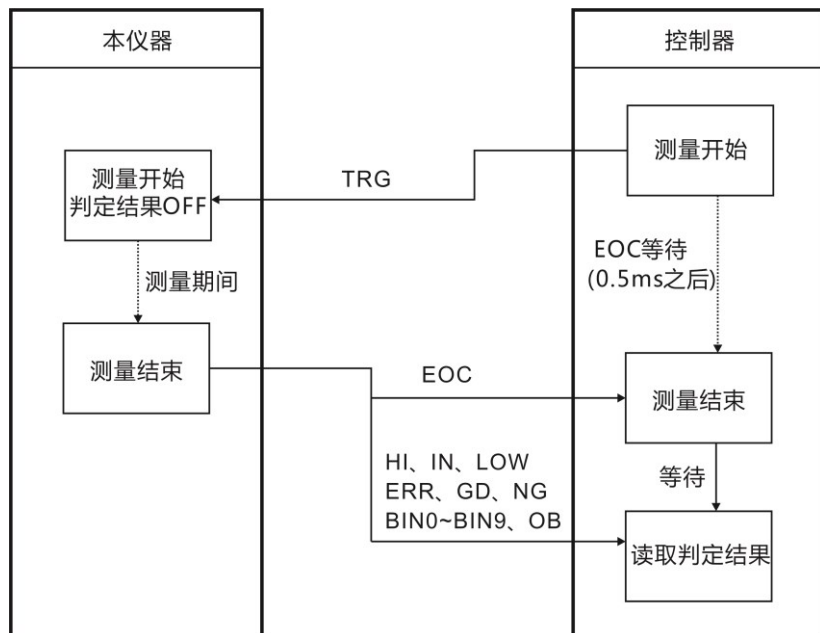 本仪器
控制器
测量开始
测量开始
判定结果OFF
TRG
EOC等待
(0.5ms之后)
测量期间
测量结束
EOC
测量结束
HI、IN、LOW
ERR、GD、NG
BIN0~BIN9、OB
等待
读取判定结果